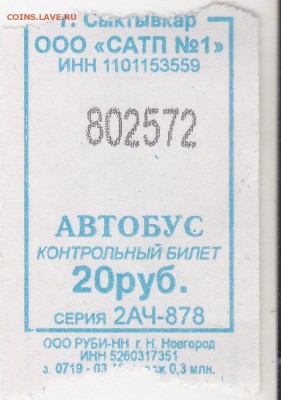 COINS.LAVE.RU
г. Сыктывкар
ООО «САТП №1»
ИНН 1101153559
802572
АВТОБУС
КОНТРОЛЬНЫЙ БИЛЕТ
20руб.
СЕРИЯ 2АЧ-878
ООО РУБИ-НН г. Н. Новгород
ИНН 5260317351
з. 0719 - 03 0,3 млн.